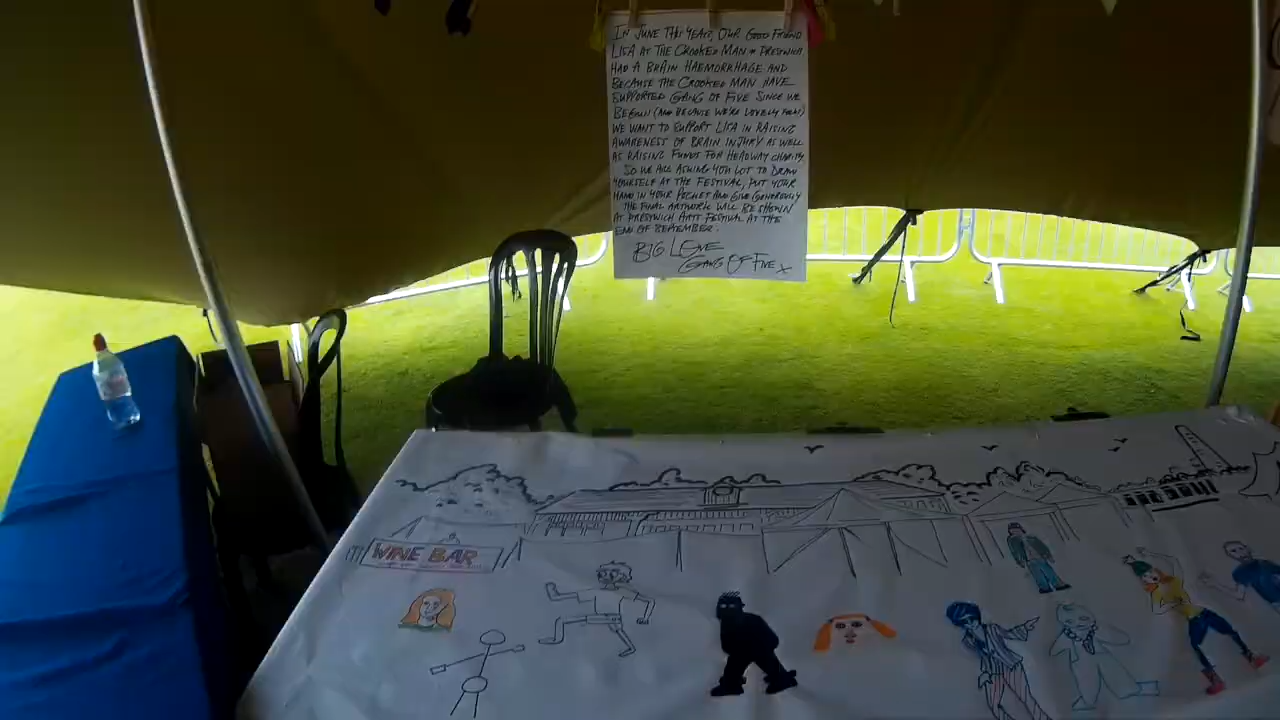 IN JUNE THIS YEAR, OUR GOOD FRIEND
LISA AT THE CROOKED MAN IN PRESTWICH
HAD A BRAIN HAEMORRHAGE AND
BECAUSE THE CROOKED MAN HAVE
SUPPORTED GANG OF FIVE SINCE WE
BEGUN (AND BECAUSE WE'RE LOVELY FOLK)
WE WANT TO SUPPORT LISA IN RAISING
AWARENESS OF BRAIN INJURY AS WELL
AS RAISING FUNDS FOR HEADWAY CHARITY
SO WE ARE ASKING YOU LOT TO DRAW
YOURSELF AT THE FESTIVAL, PUT YOUR
HAND IN YOUR POCKET AND GIVE GENEROUSLY
THE FINAL ARTWORK WILL BE SHOWN
AT PRESTWICH ARTS FESTIVAL AT THE
END OF SEPTEMBER.
BIG LOVE
GANG OF FIVE X
WINE BAR